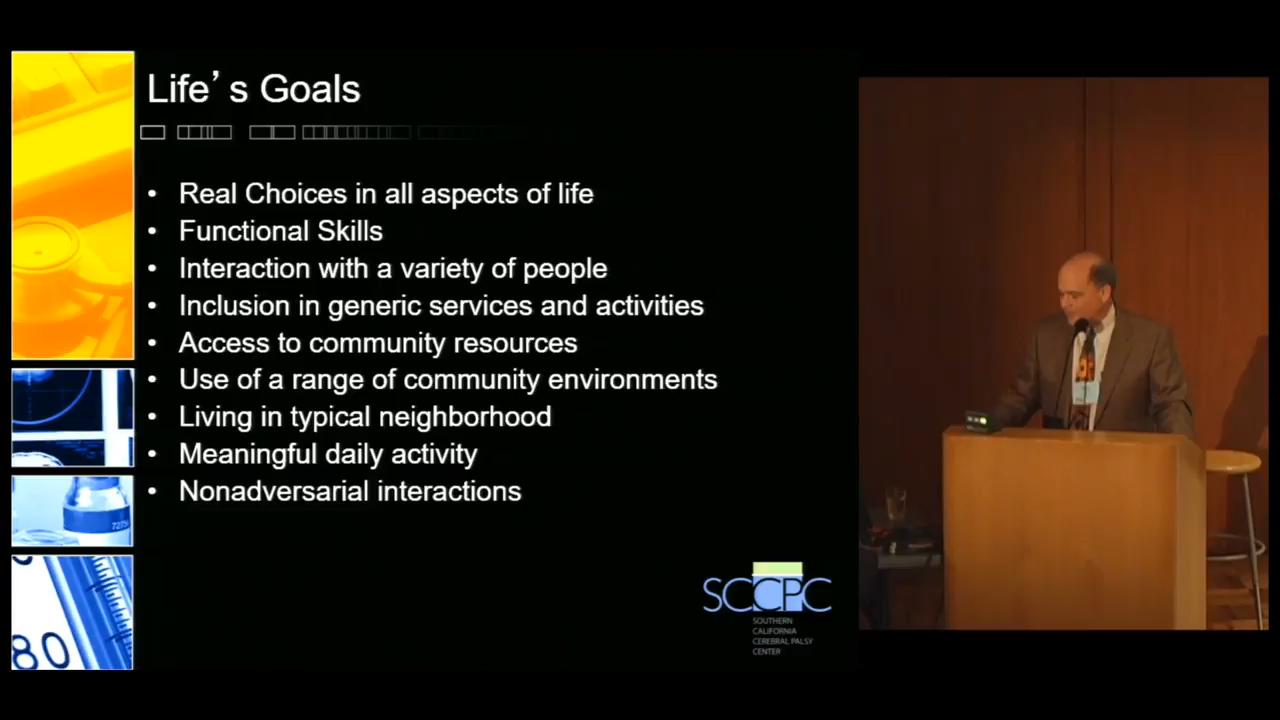 Life's Goals
• Real Choices in all aspects of life
• Functional Skills
• Interaction with a variety of people
• Inclusion in generic services and activities
• Access to community resources
• Use of a range of community environments
• Living in typical neighborhood
• Meaningful daily activity
• Nonadversarial interactions
80
SCCPC
SOUTHERN
CALIFORNIA
CEREBRAL PALSY
CENTER